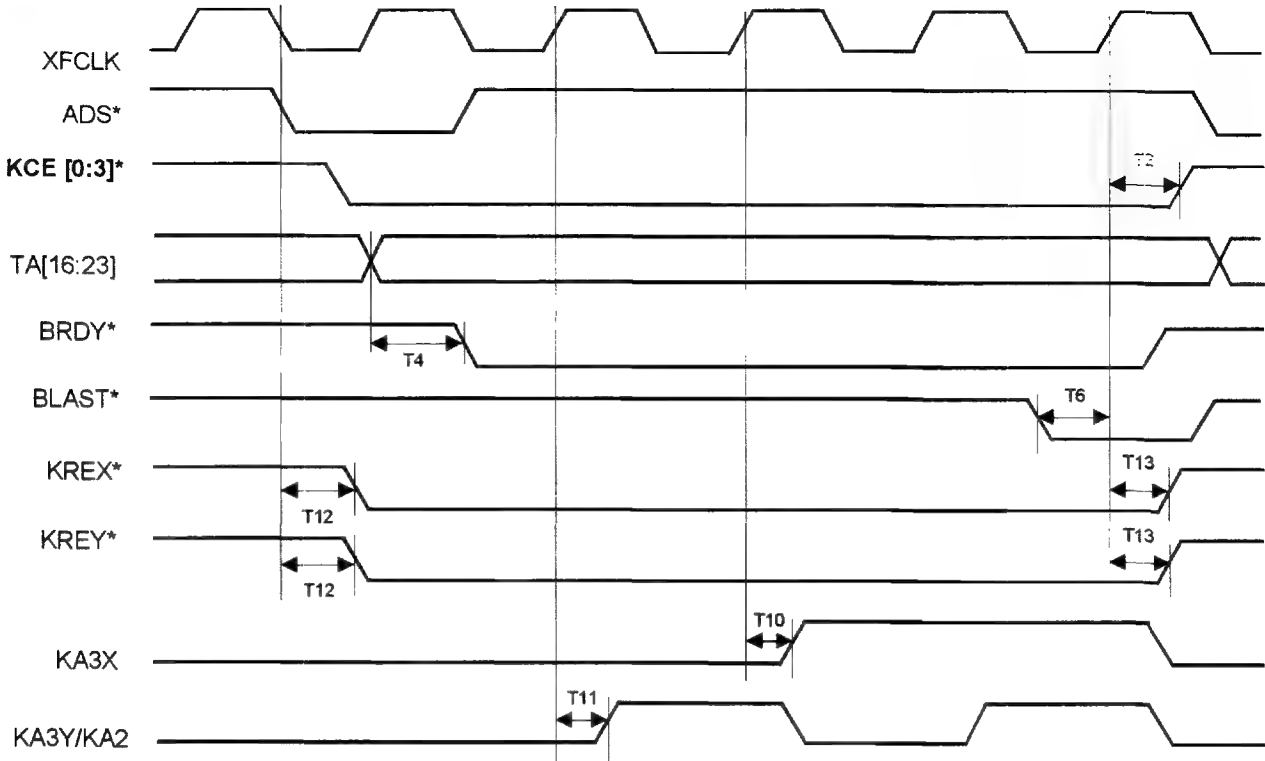 XFCLK
ADS*
KCE [0:3]*
T2
TA[16:23]
BRDY*
T4
BLAST*
T6
KREX*
T12
T13
KREY*
T12
T13
KA3X
T10
KA3Y/KA2
T11